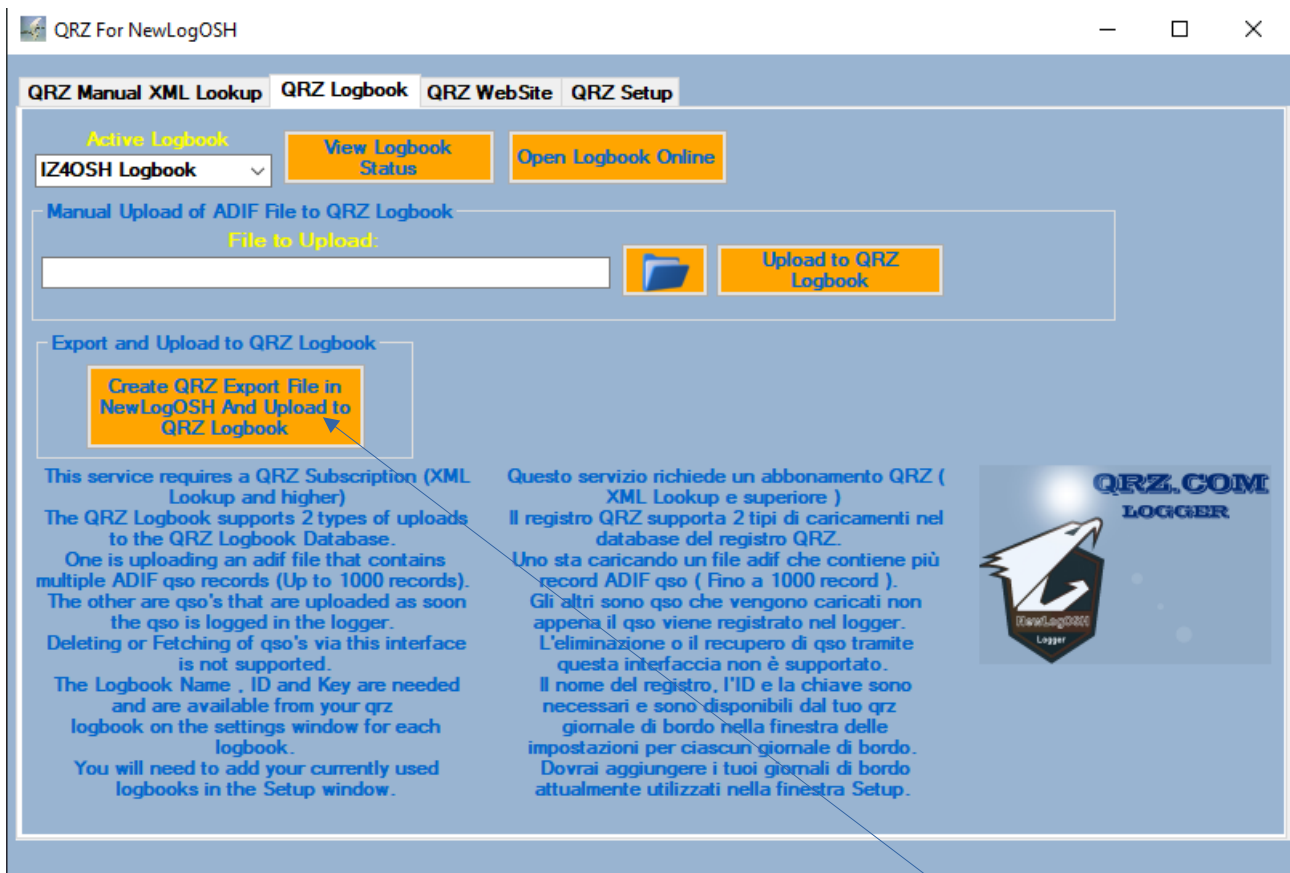 QRZ For NewLogOSH
QRZ Manual XML Lookup
QRZ Logbook
QRZ WebSite
QRZ Setup
Active Logbook
IZ4OSH Logbook
View Logbook
Status
Open Logbook Online
Manual Upload of ADIF File to QRZ Logbook
File to Upload:
Upload to QRZ
Logbook
Export and Upload to QRZ Logbook
Create QRZ Export File in
NewLogOSH And Upload to
QRZ Logbook
This service requires a QRZ Subscription (XML
Lookup and higher)
The QRZ Logbook supports 2 types of uploads
to the QRZ Logbook Database.
One is uploading an adif file that contains
multiple ADIF qso records (Up to 1000 records).
The other are qso's that are uploaded as soon
the qso is logged in the logger.
Deleting or Fetching of qso's via this interface
is not supported.
The Logbook Name , ID and Key are needed
and are available from your qrz
logbook on the settings window for each
logbook.
You will need to add your currently used
logbooks in the Setup window.
Questo servizio richiede un abbonamento QRZ (
XML Lookup e superiore )
Il registro QRZ supporta 2 tipi di caricamenti nel
database del registro QRZ.
Uno sta caricando un file adif che contiene più
record ADIF qso ( Fino a 1000 record ).
Gli altri sono qso che vengono caricati non
appena il qso viene registrato nel logger.
L'eliminazione o il recupero di qso tramite
questa interfaccia non è supportato.
Il nome del registro, l'ID e la chiave sono
necessari e sono disponibili dal tuo qrz
giornale di bordo nella finestra delle
impostazioni per ciascun giornale di bordo.
Dovrai aggiungere i tuoi giornali di bordo
attualmente utilizzati nella finestra Setup.
QRZ.COM
LOGGER
NewLogOSH
Logger